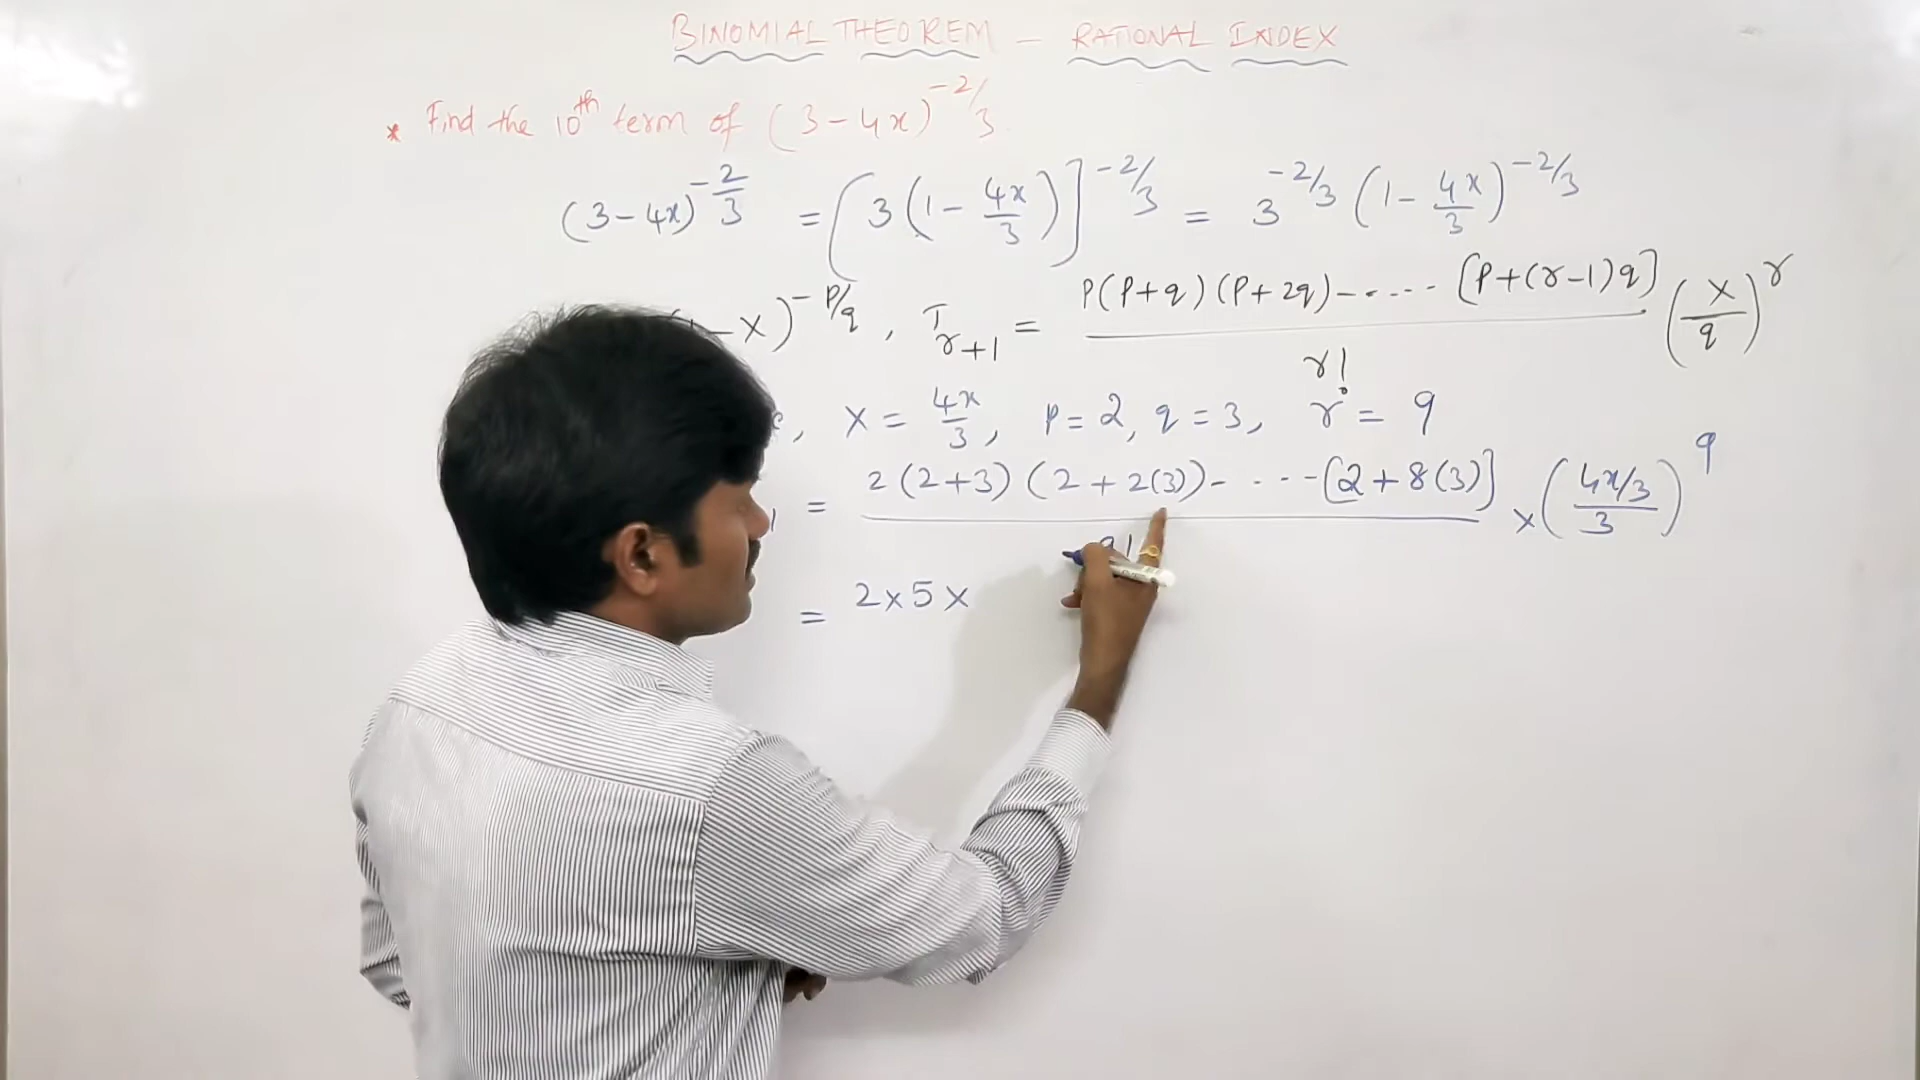 BINOMIAL THEOREM – RATIONAL INDEX
* Find the 10th term of (3-4x)^-2/3
(3-4x)^-2/3 = [3(1-4x/3)]^-2/3 = 3^-2/3 (1-4x/3)^-2/3
-x)^-p/q, T_r+1 = P(P+q)(P+2q)-....- [P+(r-1)q] / r! (x/q)^r
, X = 4x/3, P=2, q=3, r = 9
1 = 2(2+3)(2+2(3))- - - -[2+8(3)] / 9! × (4x/3 / 3)^9
= 2×5×